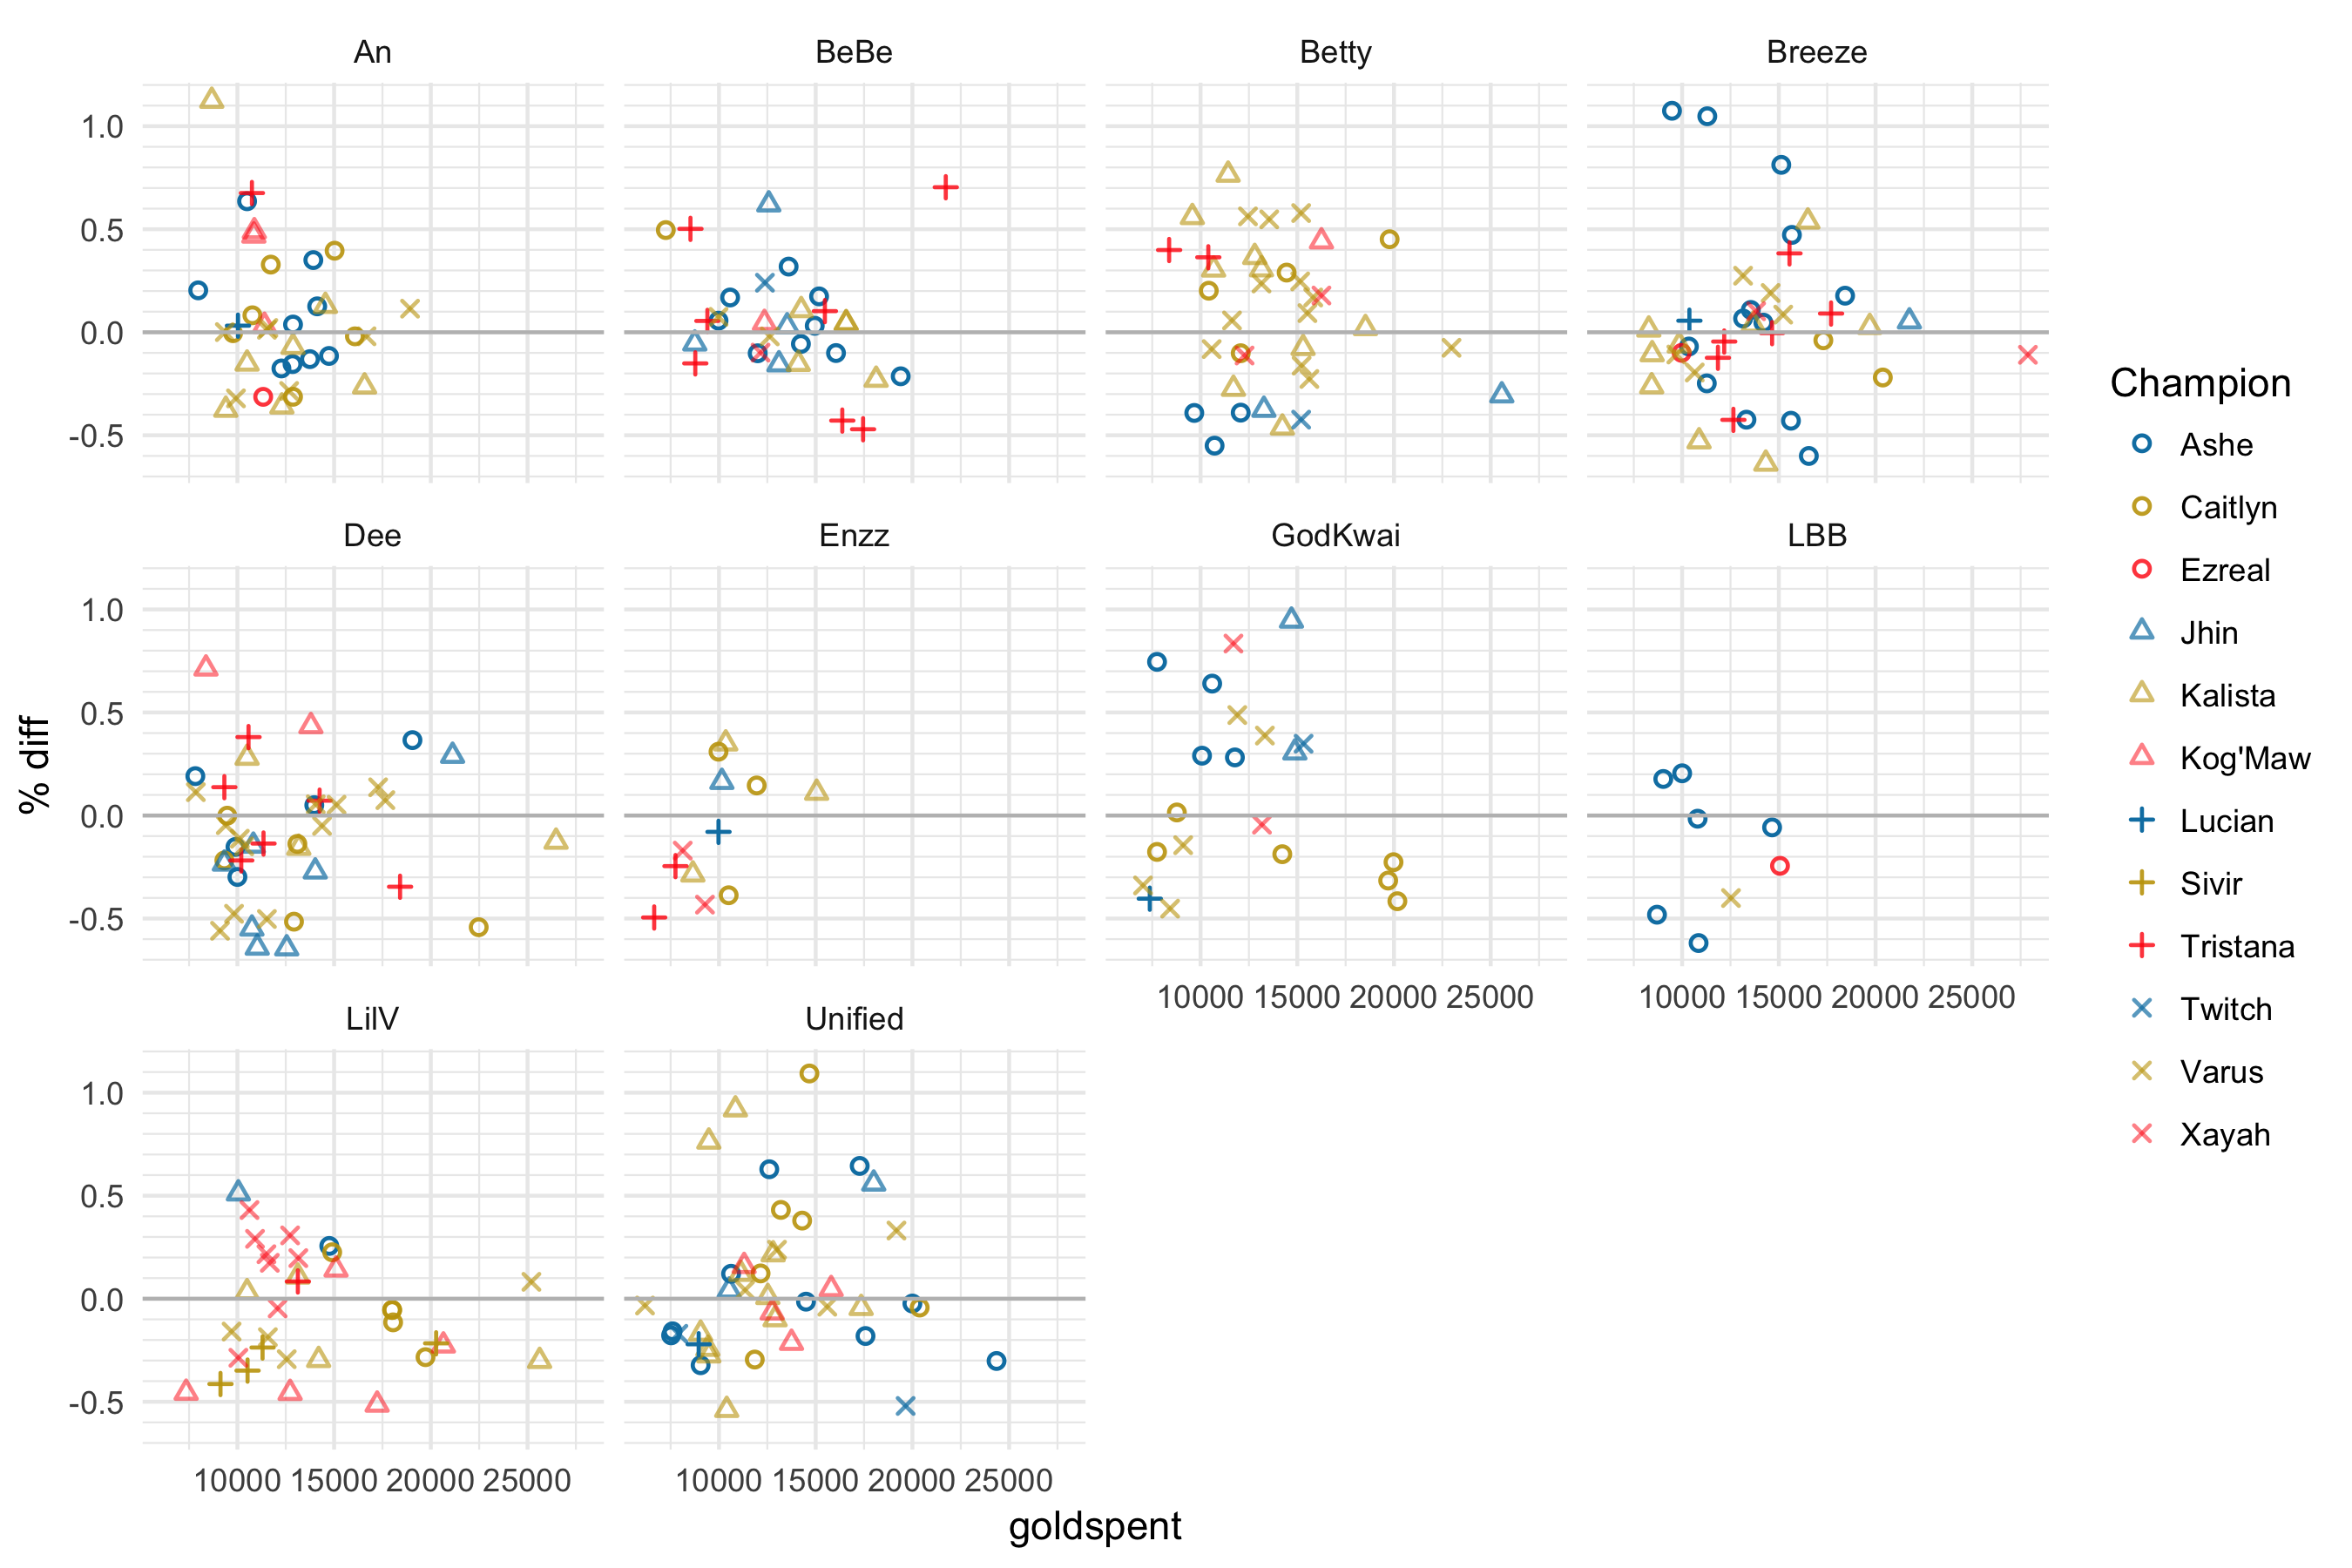 An
BeBe
Betty
Breeze
1.0
0.5
0.0
-0.5
Dee
Enzz
GodKwai
LBB
1.0
0.5
0.0
-0.5
10000 15000 20000 25000
10000 15000 20000 25000
LilV
Unified
1.0
0.5
0.0
-0.5
10000 15000 20000 25000
10000 15000 20000 25000
goldspent
% diff
Champion
Ashe
Caitlyn
Ezreal
Jhin
Kalista
Kog'Maw
Lucian
Sivir
Tristana
Twitch
Varus
Xayah